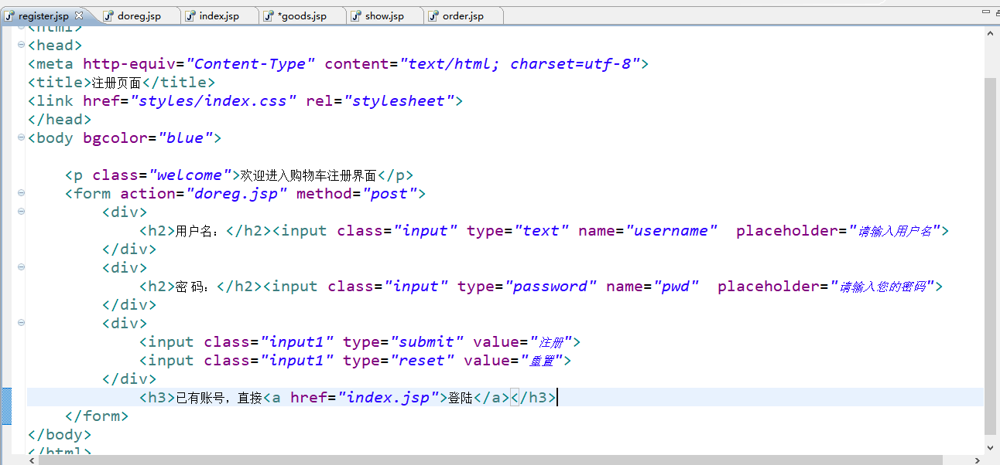 register.jsp doreg.jsp index.jsp *goods.jsp show.jsp order.jsp
<html>
<head>
<meta http-equiv="Content-Type" content="text/html; charset=utf-8">
<title>注册页面</title>
<link href="styles/index.css" rel="stylesheet">
</head>
<body bgcolor="blue">
<p class="welcome">欢迎进入购物车注册界面</p>
<form action="doreg.jsp" method="post">
<div>
<h2>用户名：</h2><input class="input" type="text" name="username"  placeholder="请输入用户名">
</div>
<div>
<h2>密 码：</h2><input class="input" type="password" name="pwd"  placeholder="请输入您的密码">
</div>
<div>
<input class="input1" type="submit" value="注册">
<input class="input1" type="reset" value="重置">
</div>
<h3>已有账号，直接<a href="index.jsp">登陆</a></h3>
</form>
</body>
</html>